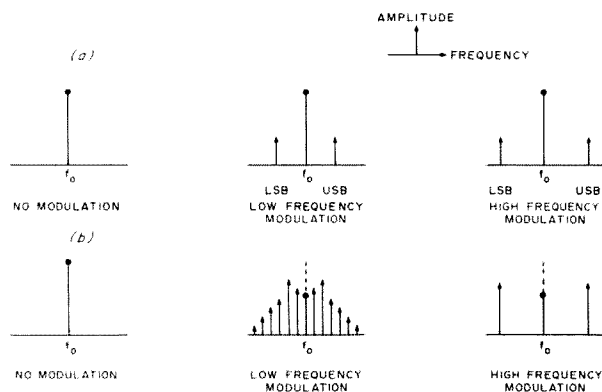 AMPLITUDE
FREQUENCY
(a)
f₀
f₀
f₀
LSB
USB
LSB
USB
NO MODULATION
LOW FREQUENCY
MODULATION
HIGH FREQUENCY
MODULATION
(b)
f₀
f₀
f₀
NO MODULATION
LOW FREQUENCY
MODULATION
HIGH FREQUENCY
MODULATION